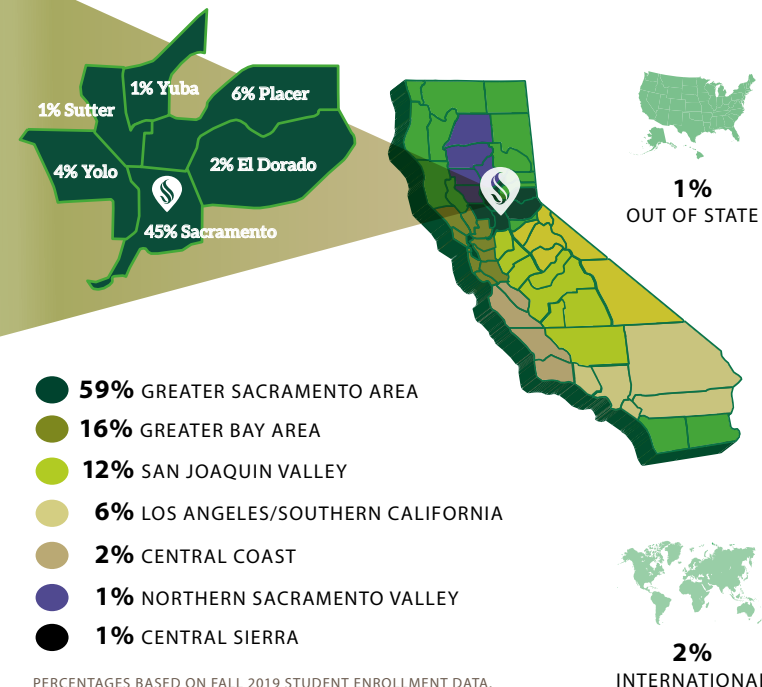 1% Yuba
6% Placer
1% Sutter
4% Yolo
2% El Dorado
45% Sacramento
1%
OUT OF STATE
59% GREATER SACRAMENTO AREA
16% GREATER BAY AREA
12% SAN JOAQUIN VALLEY
6% LOS ANGELES/SOUTHERN CALIFORNIA
2% CENTRAL COAST
1% NORTHERN SACRAMENTO VALLEY
1% CENTRAL SIERRA
2%
INTERNATIONAL
PERCENTAGES BASED ON FALL 2019 STUDENT ENROLLMENT DATA.